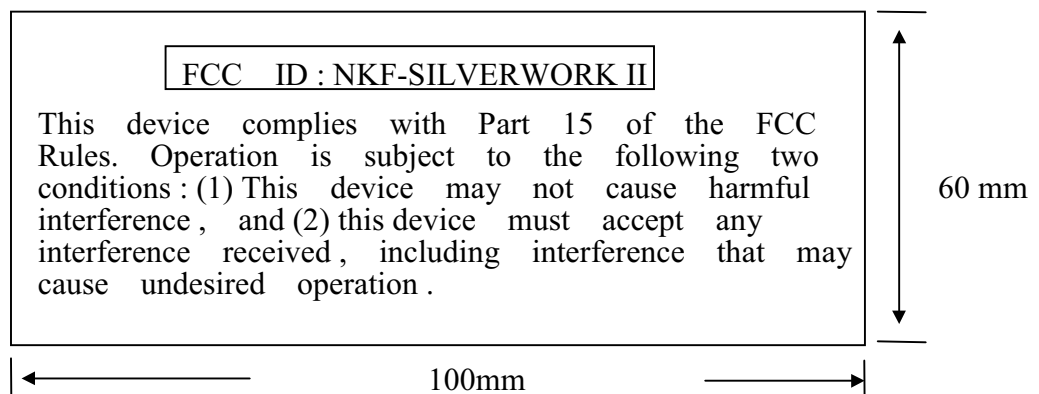 FCC ID : NKF-SILVERWORK II
This device complies with Part 15 of the FCC
Rules. Operation is subject to the following two
conditions : (1) This device may not cause harmful
interference , and (2) this device must accept any
interference received , including interference that may
cause undesired operation .
60 mm
100mm